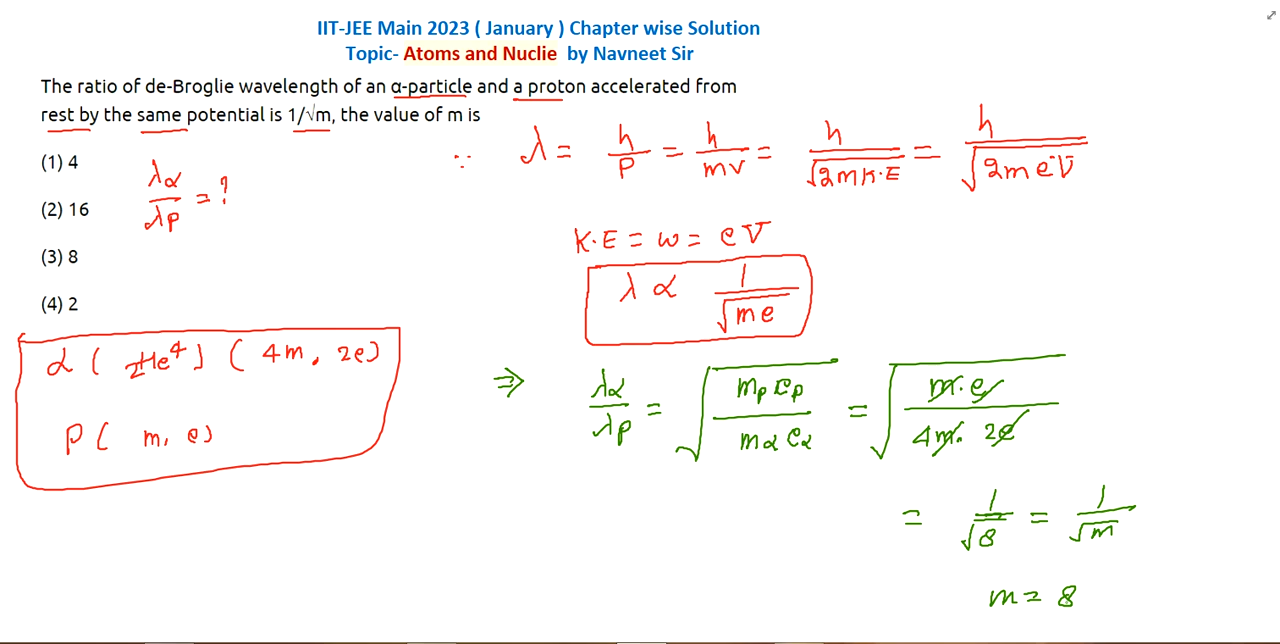 IIT-JEE Main 2023 ( January ) Chapter wise Solution
Topic- Atoms and Nuclie by Navneet Sir
The ratio of de-Broglie wavelength of an α-particle and a proton accelerated from
rest by the same potential is 1/√m, the value of m is
(1) 4
(2) 16
(3) 8
(4) 2
λα/λp = ?
∵ λ = h/P = h/mv = h/√2mK.E = h/√2meV
K.E = w = eV
λ ∝ 1/√me
α ( ₂He⁴) ( 4m, 2e)
P ( m, e)
⇒ λα/λp = √(mp ep / mα eα) = √(m.e / 4m. 2e)
= 1/√8 = 1/√m
m = 8